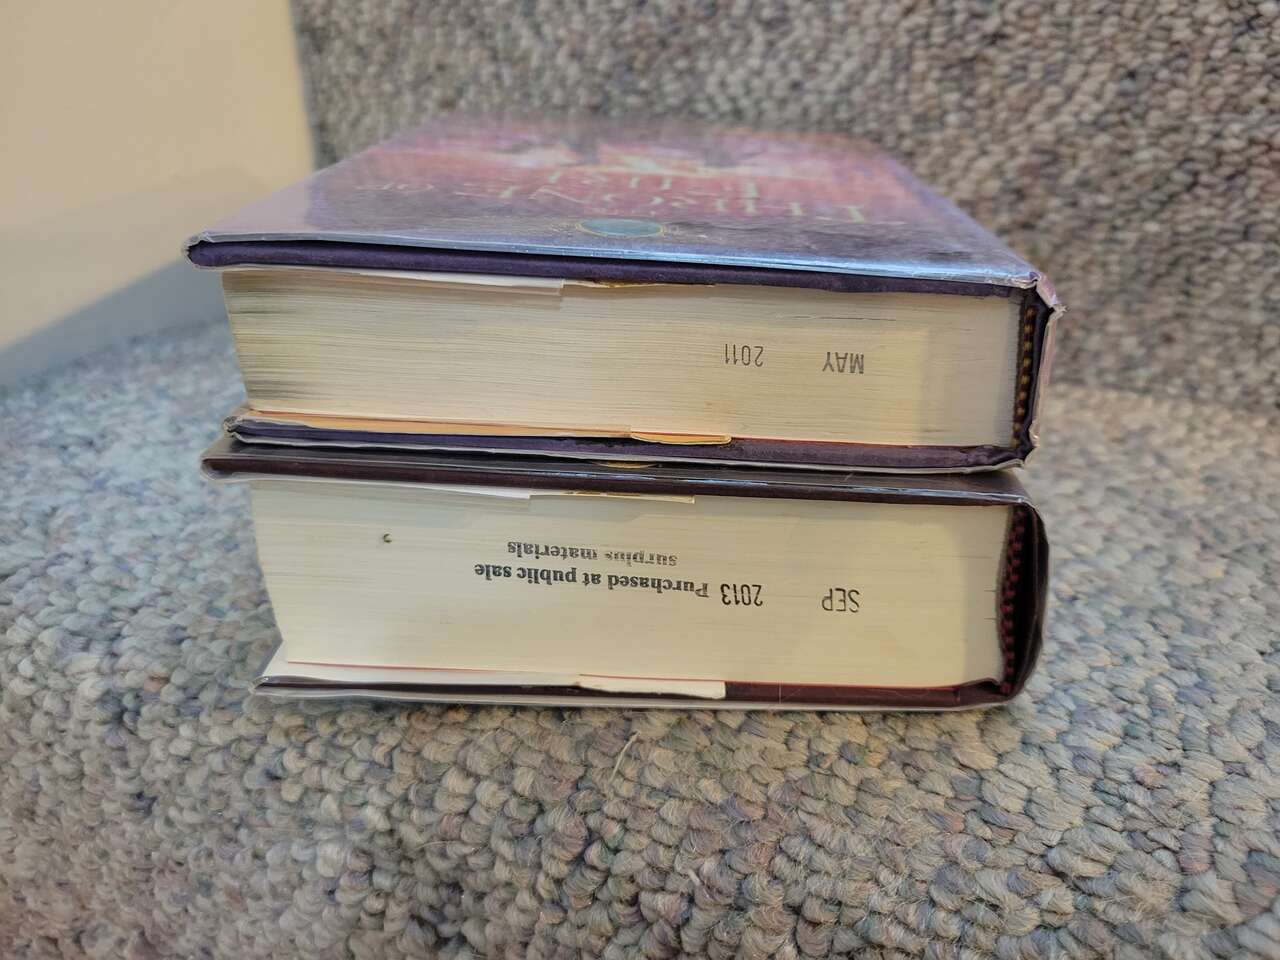 SEP 2013 Purchased at public sale
surplus materials
MAY 2011